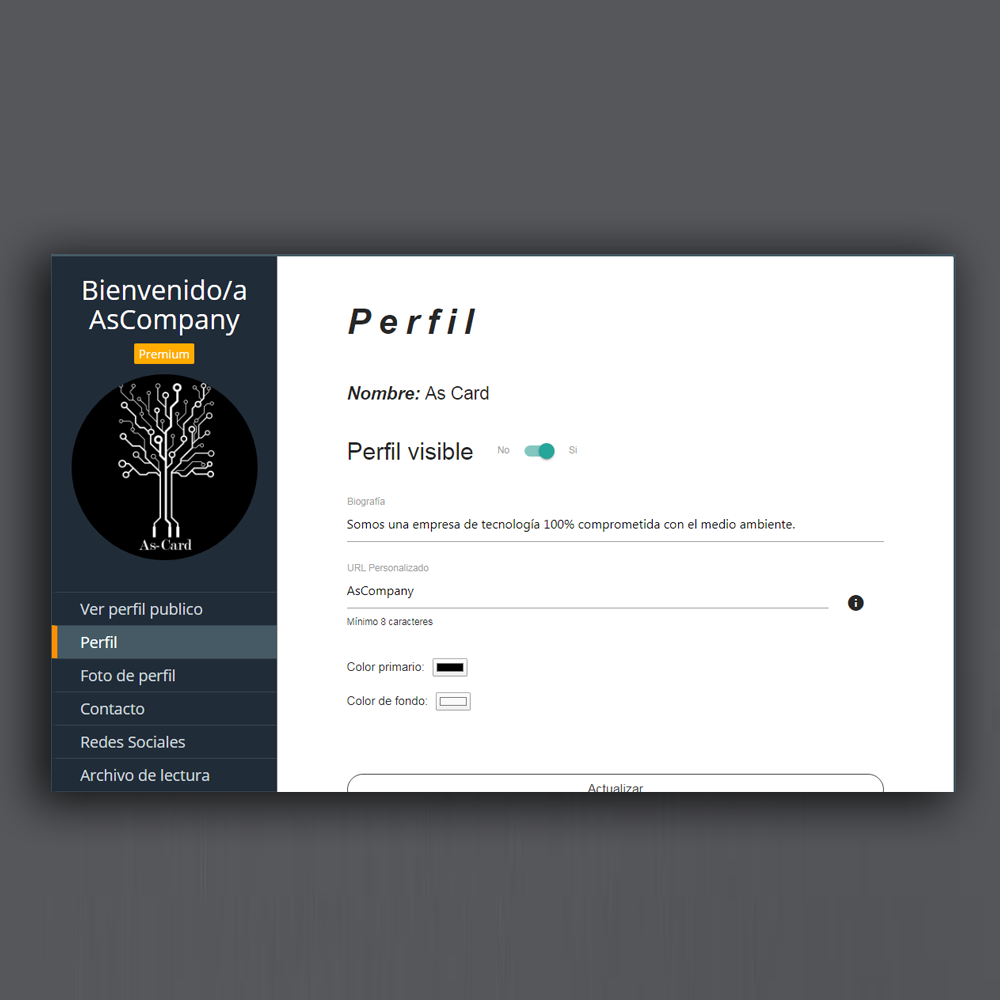 Bienvenido/a
AsCompany
Premium
As-Card
Ver perfil publico
Perfil
Foto de perfil
Contacto
Redes Sociales
Archivo de lectura
Perfil
Nombre: As Card
Perfil visible No Si
Biografía
Somos una empresa de tecnología 100% comprometida con el medio ambiente.
URL Personalizado
AsCompany
Mínimo 8 caracteres
Color primario:
Color de fondo:
Actualizar